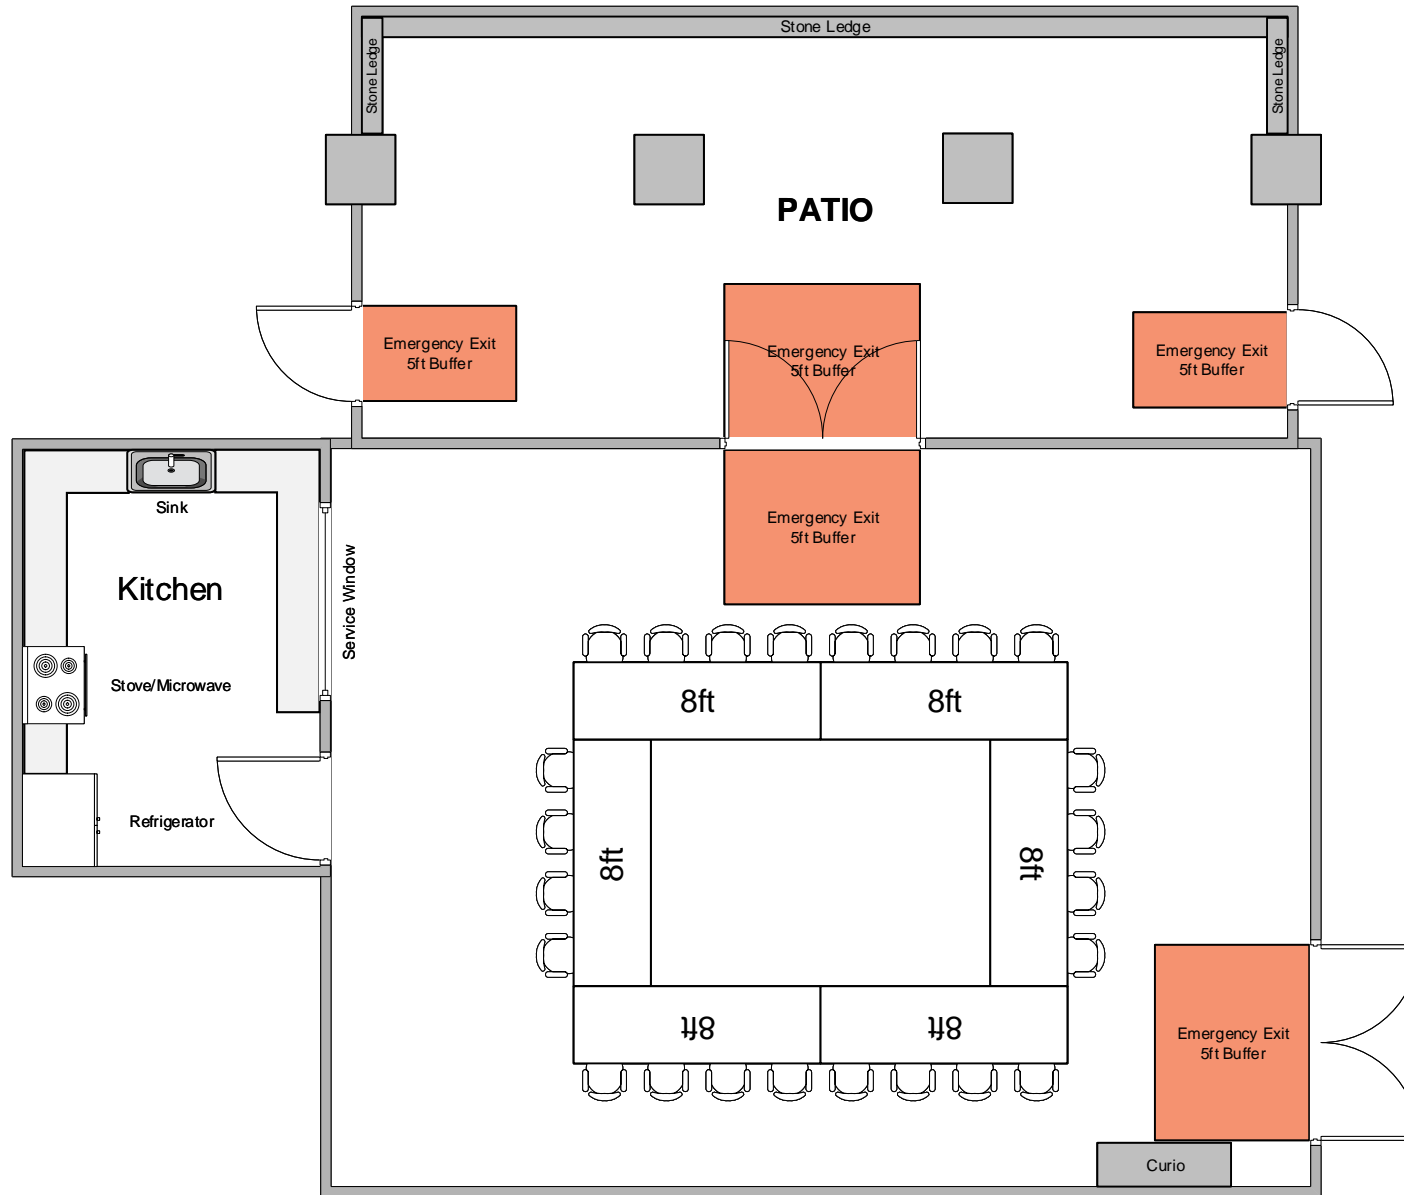 Stone Ledge
Stone Ledge
Stone Ledge
PATIO
Emergency Exit
5ft Buffer
Emergency Exit
5ft Buffer
Emergency Exit
5ft Buffer
Sink
Kitchen
Service Window
Stove/Microwave
Refrigerator
Emergency Exit
5ft Buffer
8ft
8ft
8ft
8ft
8ft
8ft
Emergency Exit
5ft Buffer
Curio